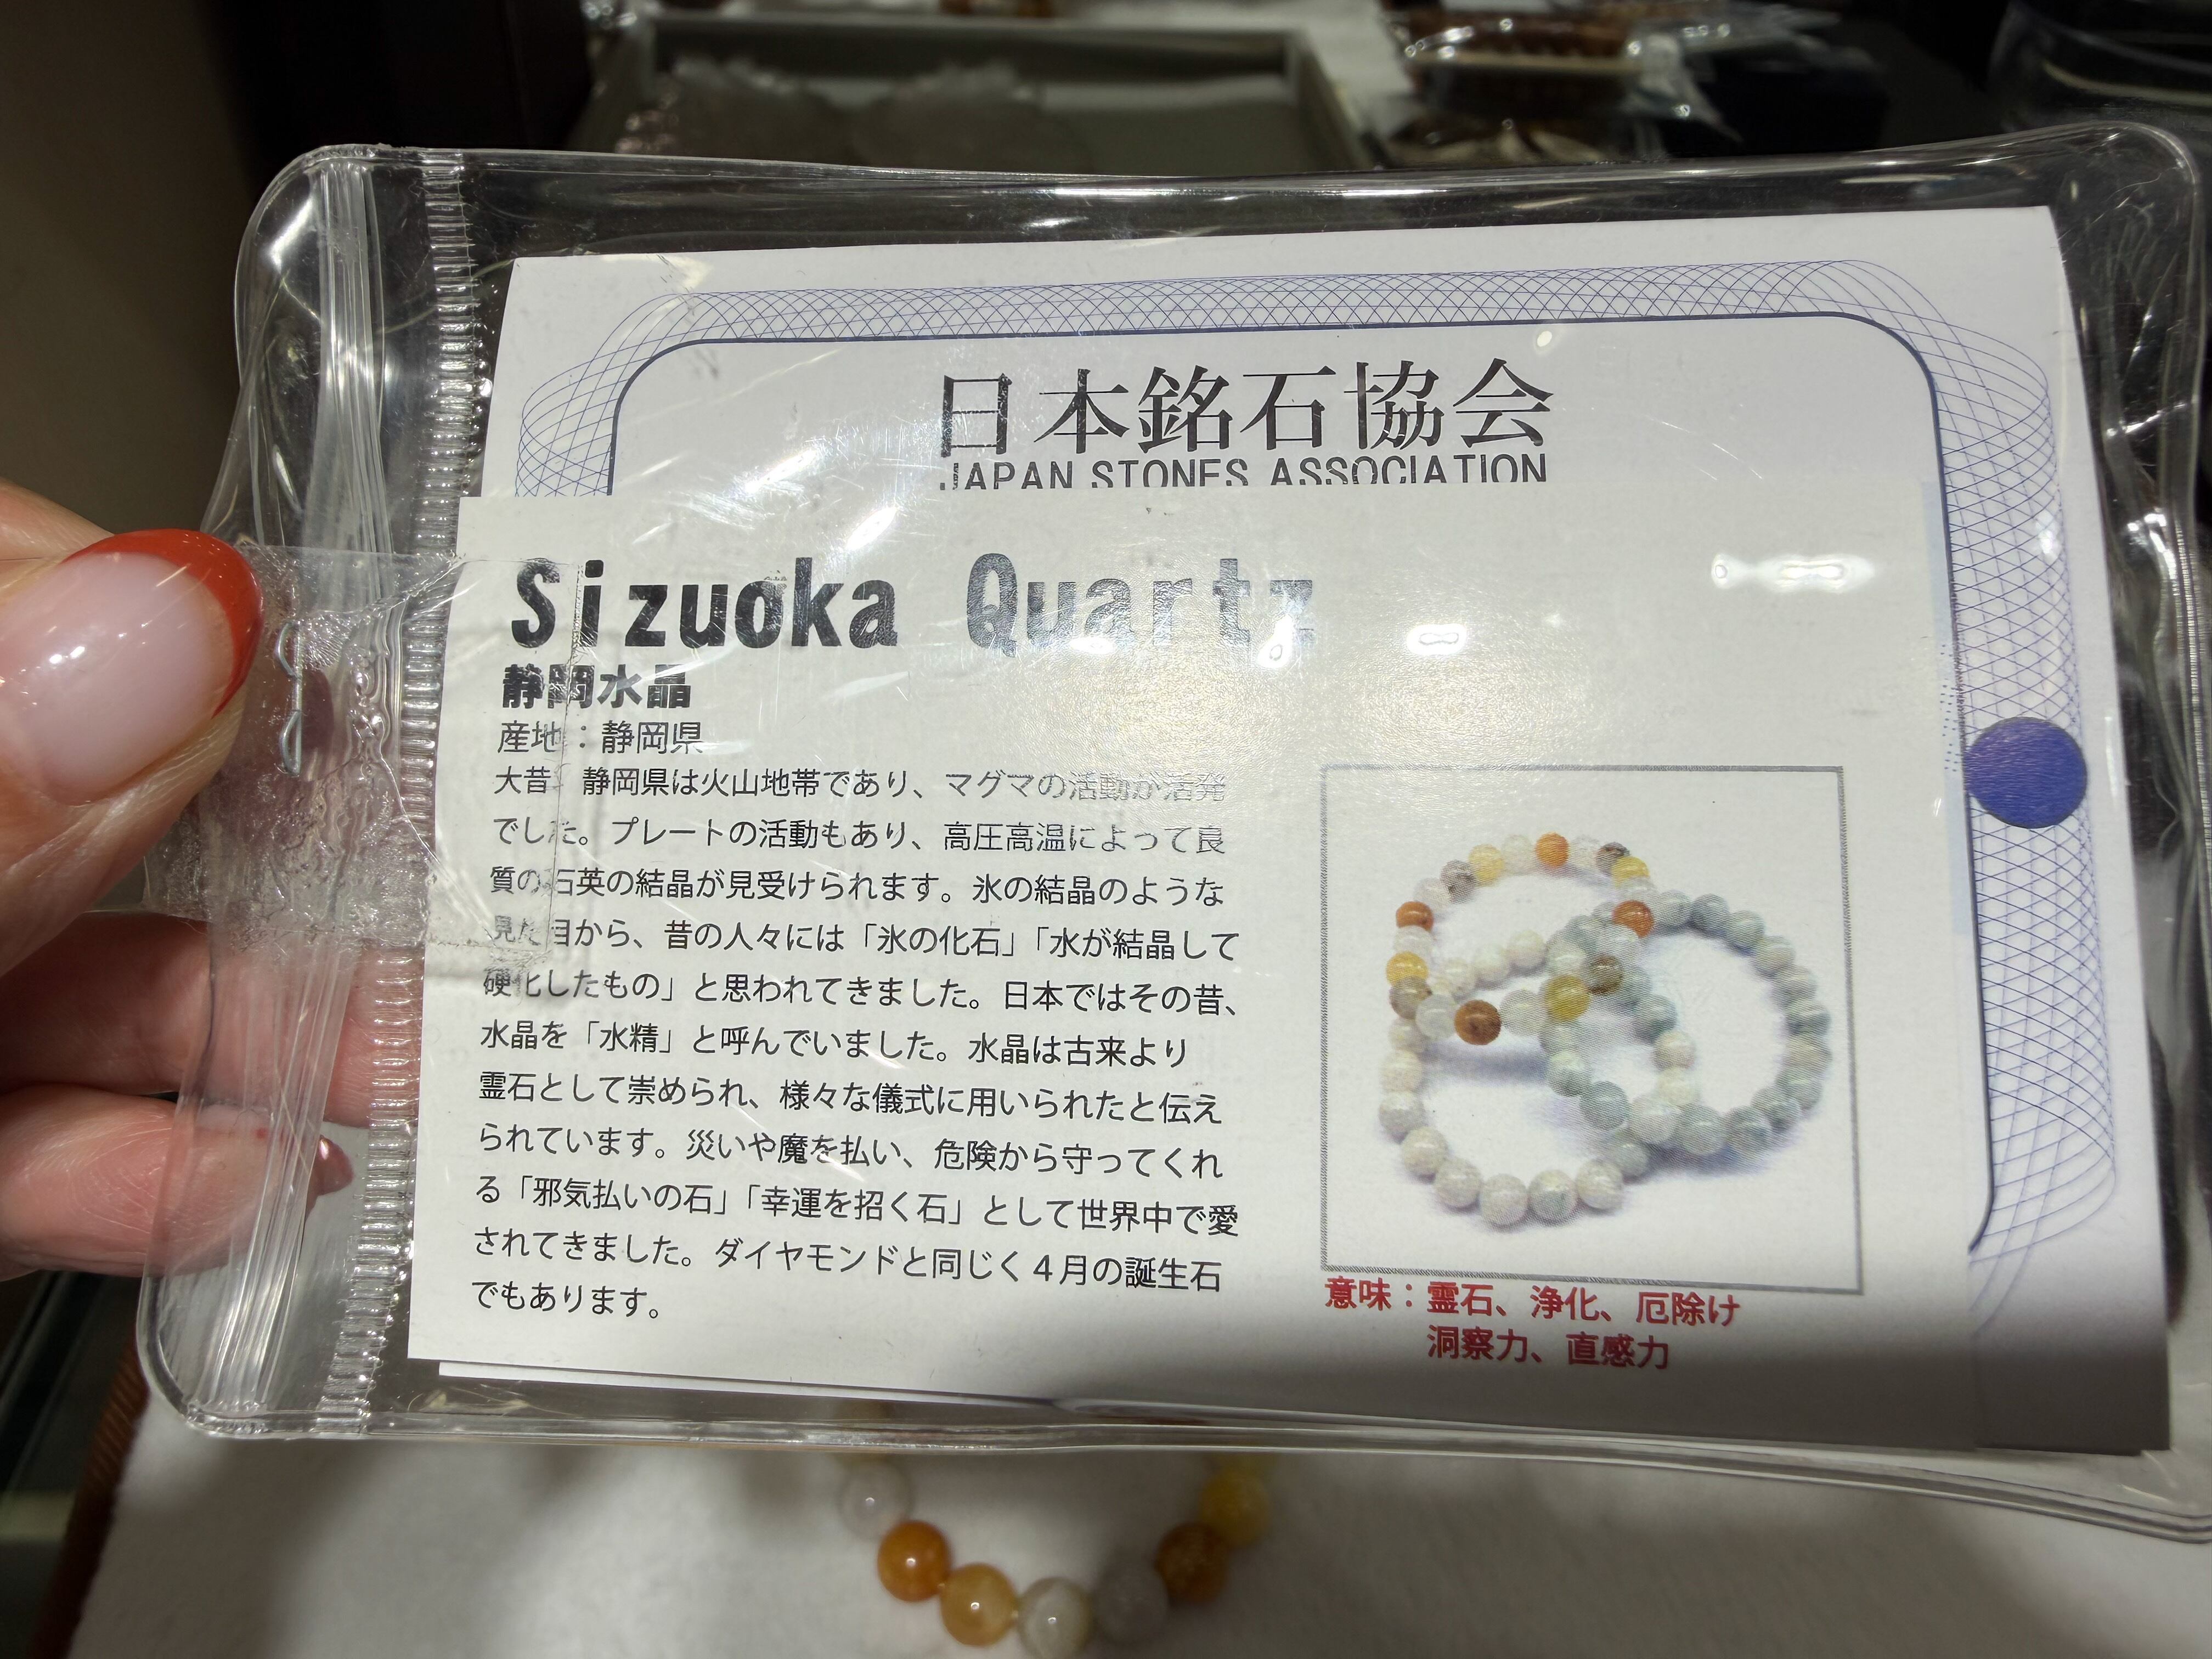 日本銘石協会
JAPAN STONES ASSOCIATION
Sizuoka Quartz
静岡水晶
産地：静岡県
大昔、静岡県は火山地帯であり、マグマの活動が活発
でした。プレートの活動もあり、高圧高温によって良
質の石英の結晶が見受けられます。氷の結晶のような
見た目から、昔の人々には「氷の化石」「水が結晶して
硬化したもの」と思われてきました。日本ではその昔、
水晶を「水精」と呼んでいました。水晶は古来より
霊石として崇められ、様々な儀式に用いられたと伝え
られています。災いや魔を払い、危険から守ってくれ
る「邪気払いの石」「幸運を招く石」として世界中で愛
されてきました。ダイヤモンドと同じく４月の誕生石
でもあります。
意味：霊石、浄化、厄除け
洞察力、直感力